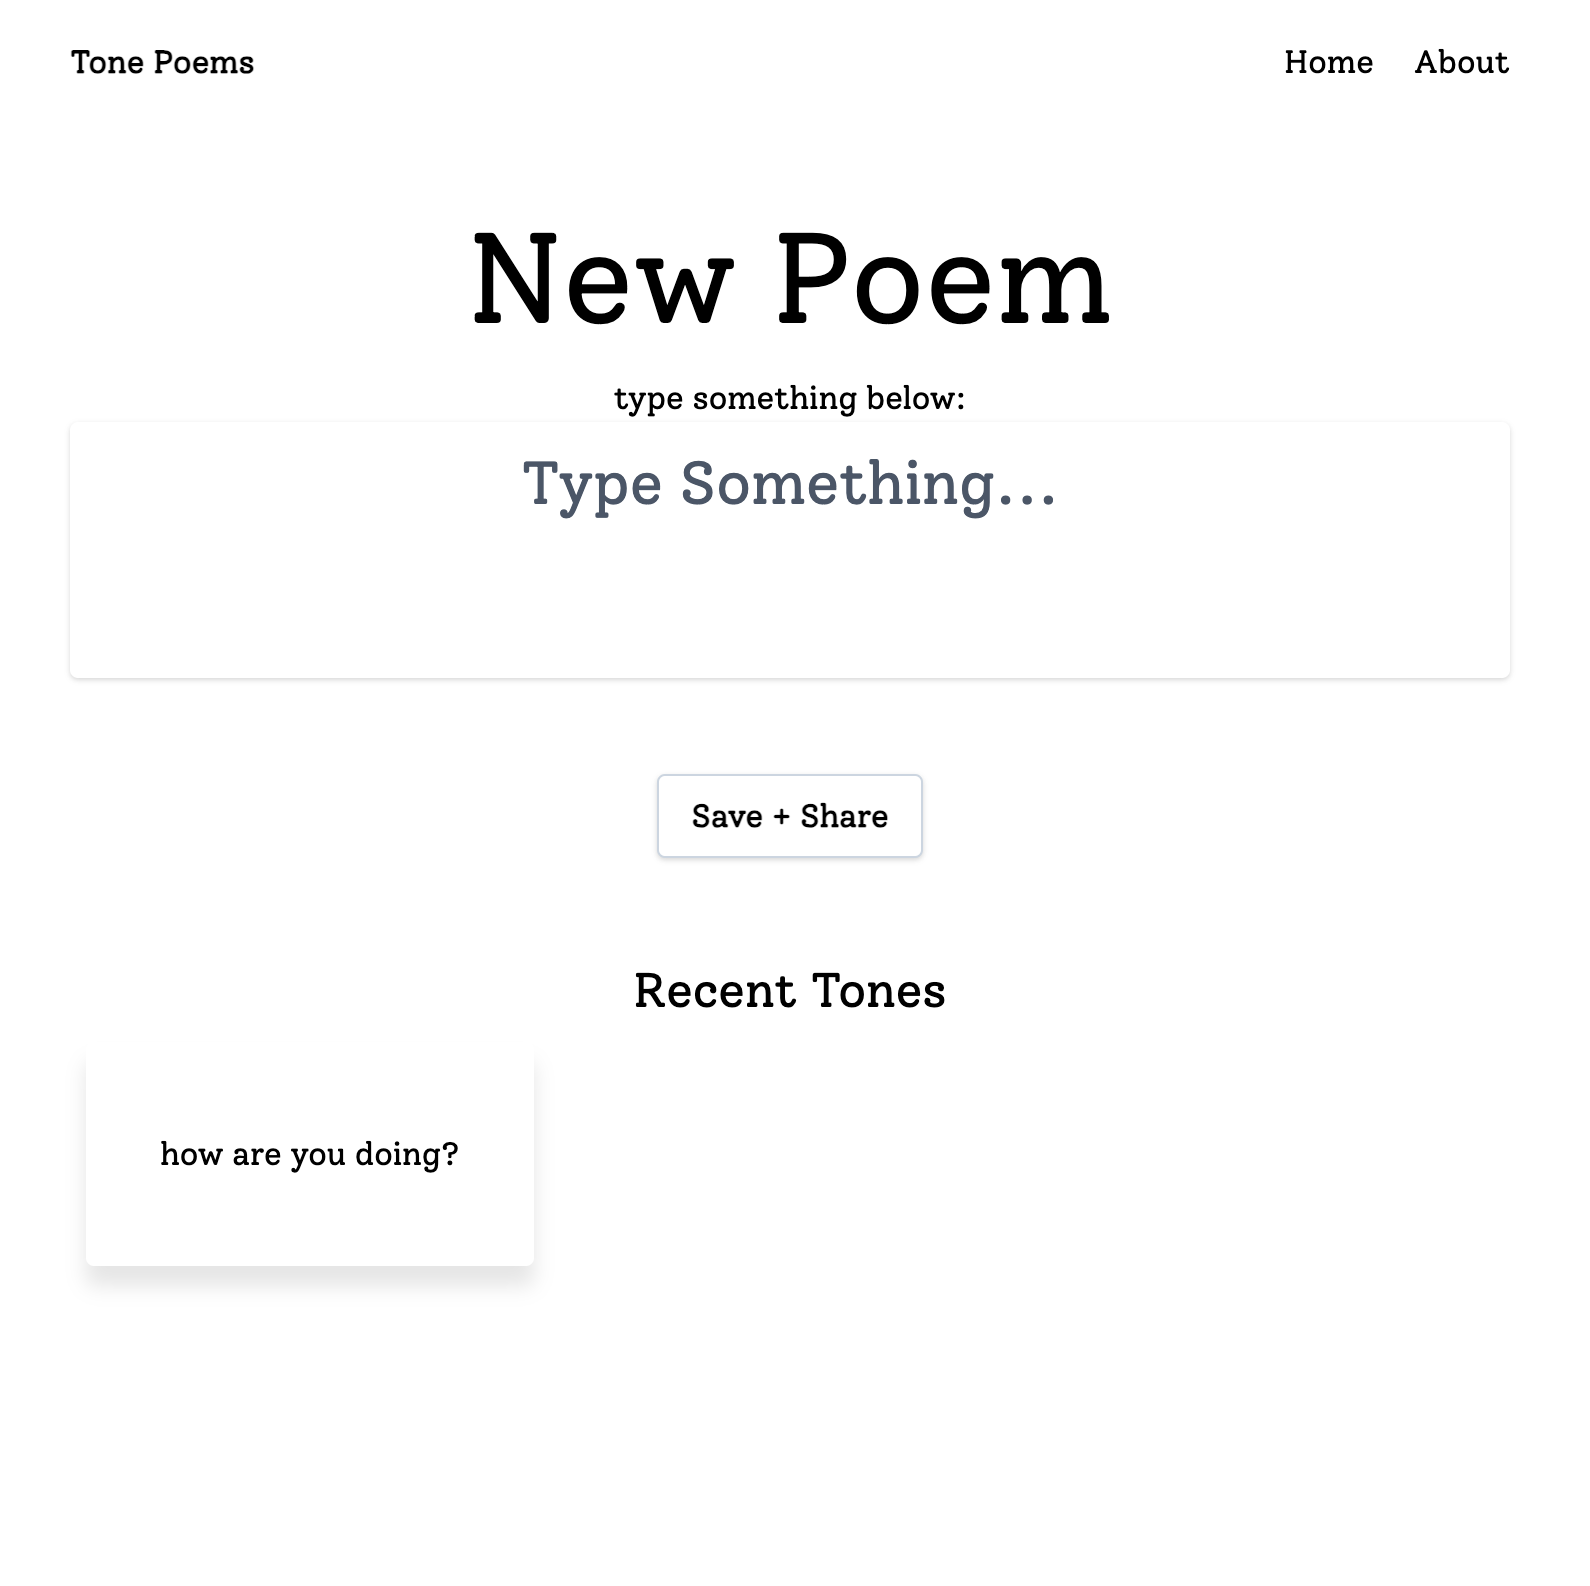 Tone Poems
Home About
New Poem
type something below:
Type Something...
Save + Share
Recent Tones
how are you doing?